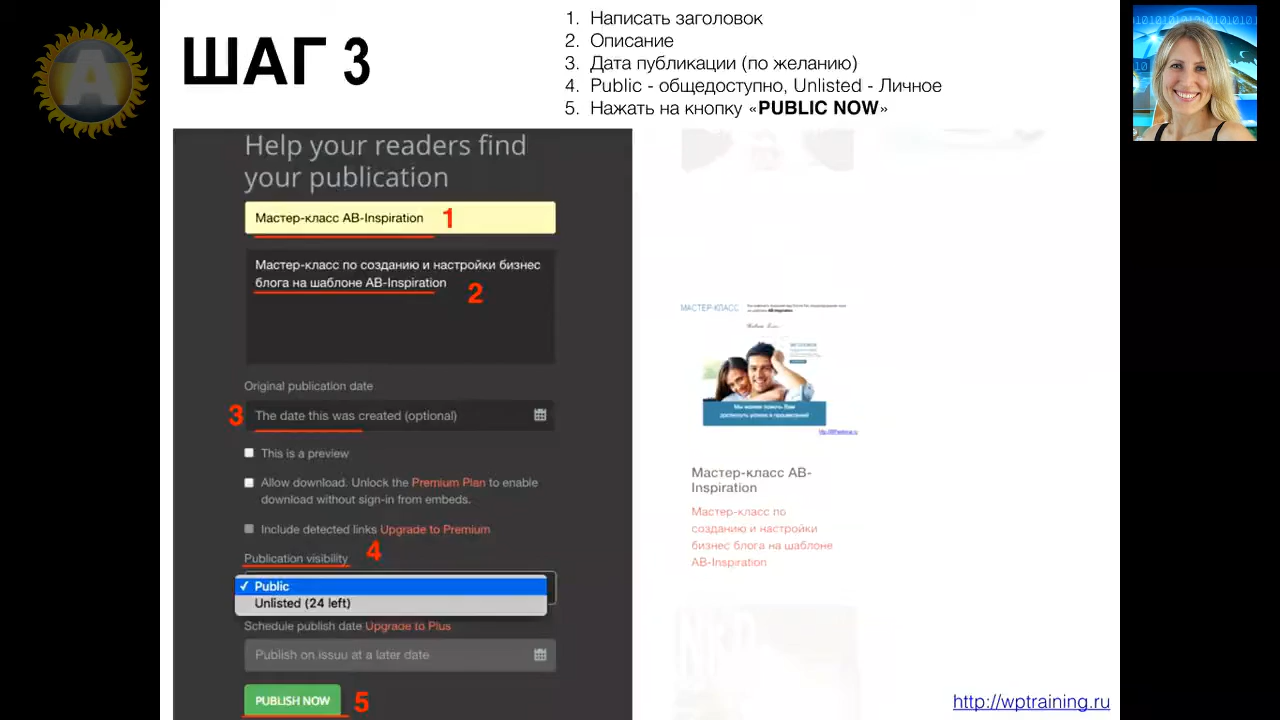 ШАГ 3
1. Написать заголовок
2. Описание
3. Дата публикации (по желанию)
4. Public - общедоступно, Unlisted - Личное
5. Нажать на кнопку «PUBLIC NOW»
A
Help your readers find
your publication
Мастер-класс AB-Inspiration 1
Мастер-класс по созданию и настройки бизнес
блога на шаблоне AB-Inspiration 2
Original publication date
3 The date this was created (optional)
This is a preview
Allow download. Unlock the Premium Plan to enable
download without sign-in from embeds.
Include detected links Upgrade to Premium
Publication visibility 4
✓ Public
Unlisted (24 left)
Schedule publish date Upgrade to Plus
Publish on issuu at a later date
PUBLISH NOW 5
МАСТЕР-КЛАСС
Мы можем помочь Вам
Мастер-класс AB-
Inspiration
Мастер-класс по
созданию и настройки
бизнес блога на шаблоне
AB-Inspiration
http://wptraining.ru